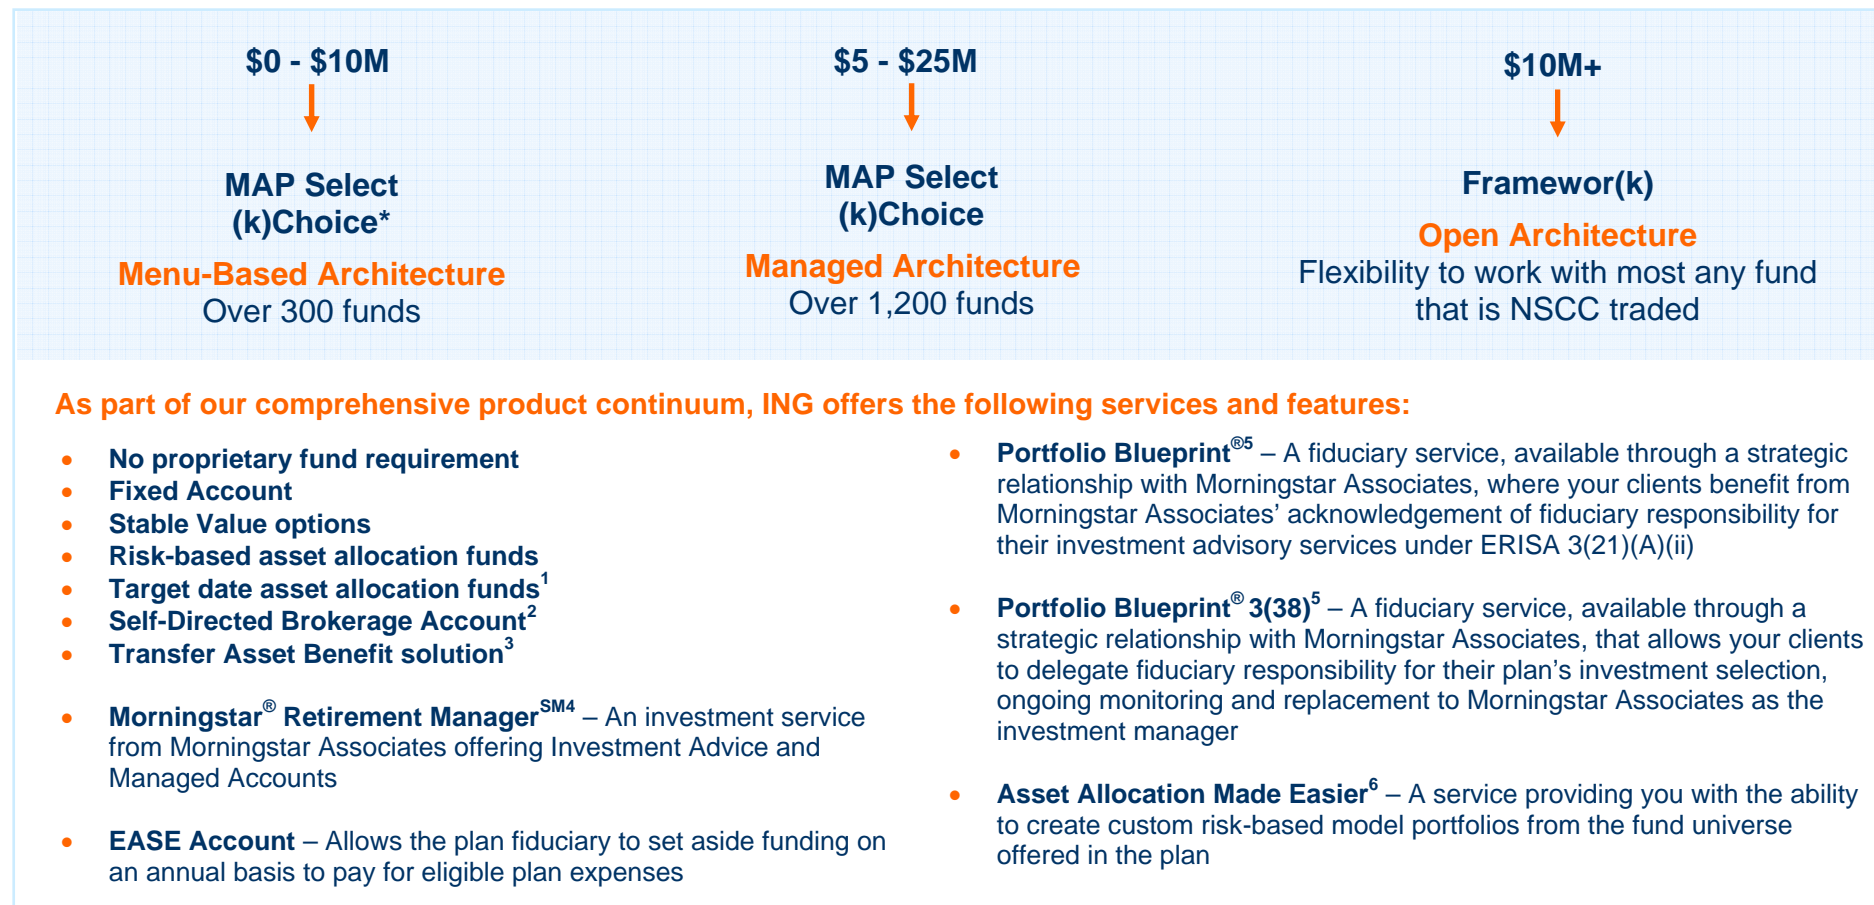 $0 - $10M
MAP Select
(k)Choice*
Menu-Based Architecture
Over 300 funds
$5 - $25M
MAP Select
(k)Choice
Managed Architecture
Over 1,200 funds
$10M+
Framewor(k)
Open Architecture
Flexibility to work with most any fund
that is NSCC traded
As part of our comprehensive product continuum, ING offers the following services and features:
• No proprietary fund requirement
• Fixed Account
• Stable Value options
• Risk-based asset allocation funds
• Target date asset allocation funds1
• Self-Directed Brokerage Account2
• Transfer Asset Benefit solution3
• Morningstar® Retirement ManagerSM4 – An investment service
from Morningstar Associates offering Investment Advice and
Managed Accounts
• EASE Account – Allows the plan fiduciary to set aside funding on
an annual basis to pay for eligible plan expenses
• Portfolio Blueprint®5 – A fiduciary service, available through a strategic
relationship with Morningstar Associates, where your clients benefit from
Morningstar Associates’ acknowledgement of fiduciary responsibility for
their investment advisory services under ERISA 3(21)(A)(ii)
• Portfolio Blueprint® 3(38)5 – A fiduciary service, available through a
strategic relationship with Morningstar Associates, that allows your clients
to delegate fiduciary responsibility for their plan’s investment selection,
ongoing monitoring and replacement to Morningstar Associates as the
investment manager
• Asset Allocation Made Easier6 – A service providing you with the ability
to create custom risk-based model portfolios from the fund universe
offered in the plan